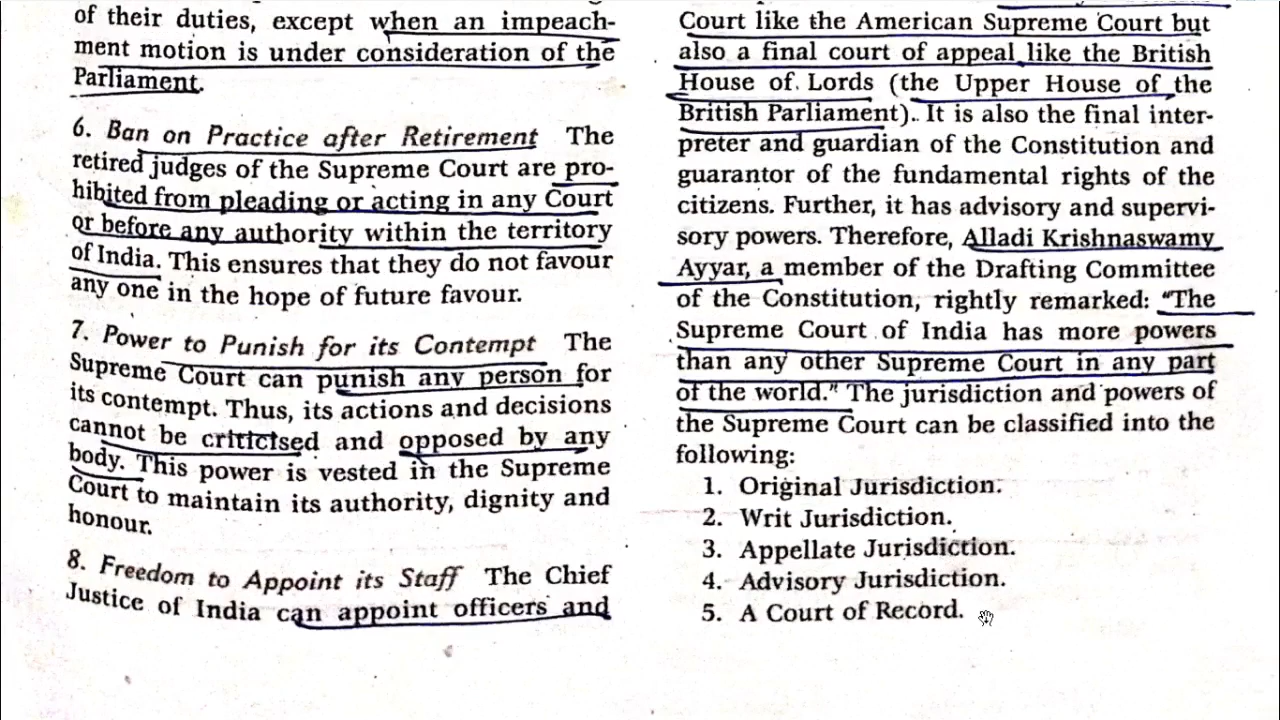 of their duties, except when an impeach-
ment motion is under consideration of the
Parliament.
6. Ban on Practice after Retirement The
retired judges of the Supreme Court are pro-
hibited from pleading or acting in any Court
or before any authority within the territory
of India. This ensures that they do not favour
any one in the hope of future favour.
7. Power to Punish for its Contempt The
Supreme Court can punish any person for
its contempt. Thus, its actions and decisions
cannot be criticised and opposed by any
body. This power is vested in the Supreme
Court to maintain its authority, dignity and
honour.
8. Freedom to Appoint its Staff The Chief
Justice of India can appoint officers and
Court like the American Supreme Court but
also a final court of appeal like the British
House of Lords (the Upper House of the
British Parliament). It is also the final inter-
preter and guardian of the Constitution and
guarantor of the fundamental rights of the
citizens. Further, it has advisory and supervi-
sory powers. Therefore, Alladi Krishnaswamy
Ayyar, a member of the Drafting Committee
of the Constitution, rightly remarked: “The
Supreme Court of India has more powers
than any other Supreme Court in any part
of the world.” The jurisdiction and powers of
the Supreme Court can be classified into the
following:
1. Original Jurisdiction.
2. Writ Jurisdiction.
3. Appellate Jurisdiction.
4. Advisory Jurisdiction.
5. A Court of Record.